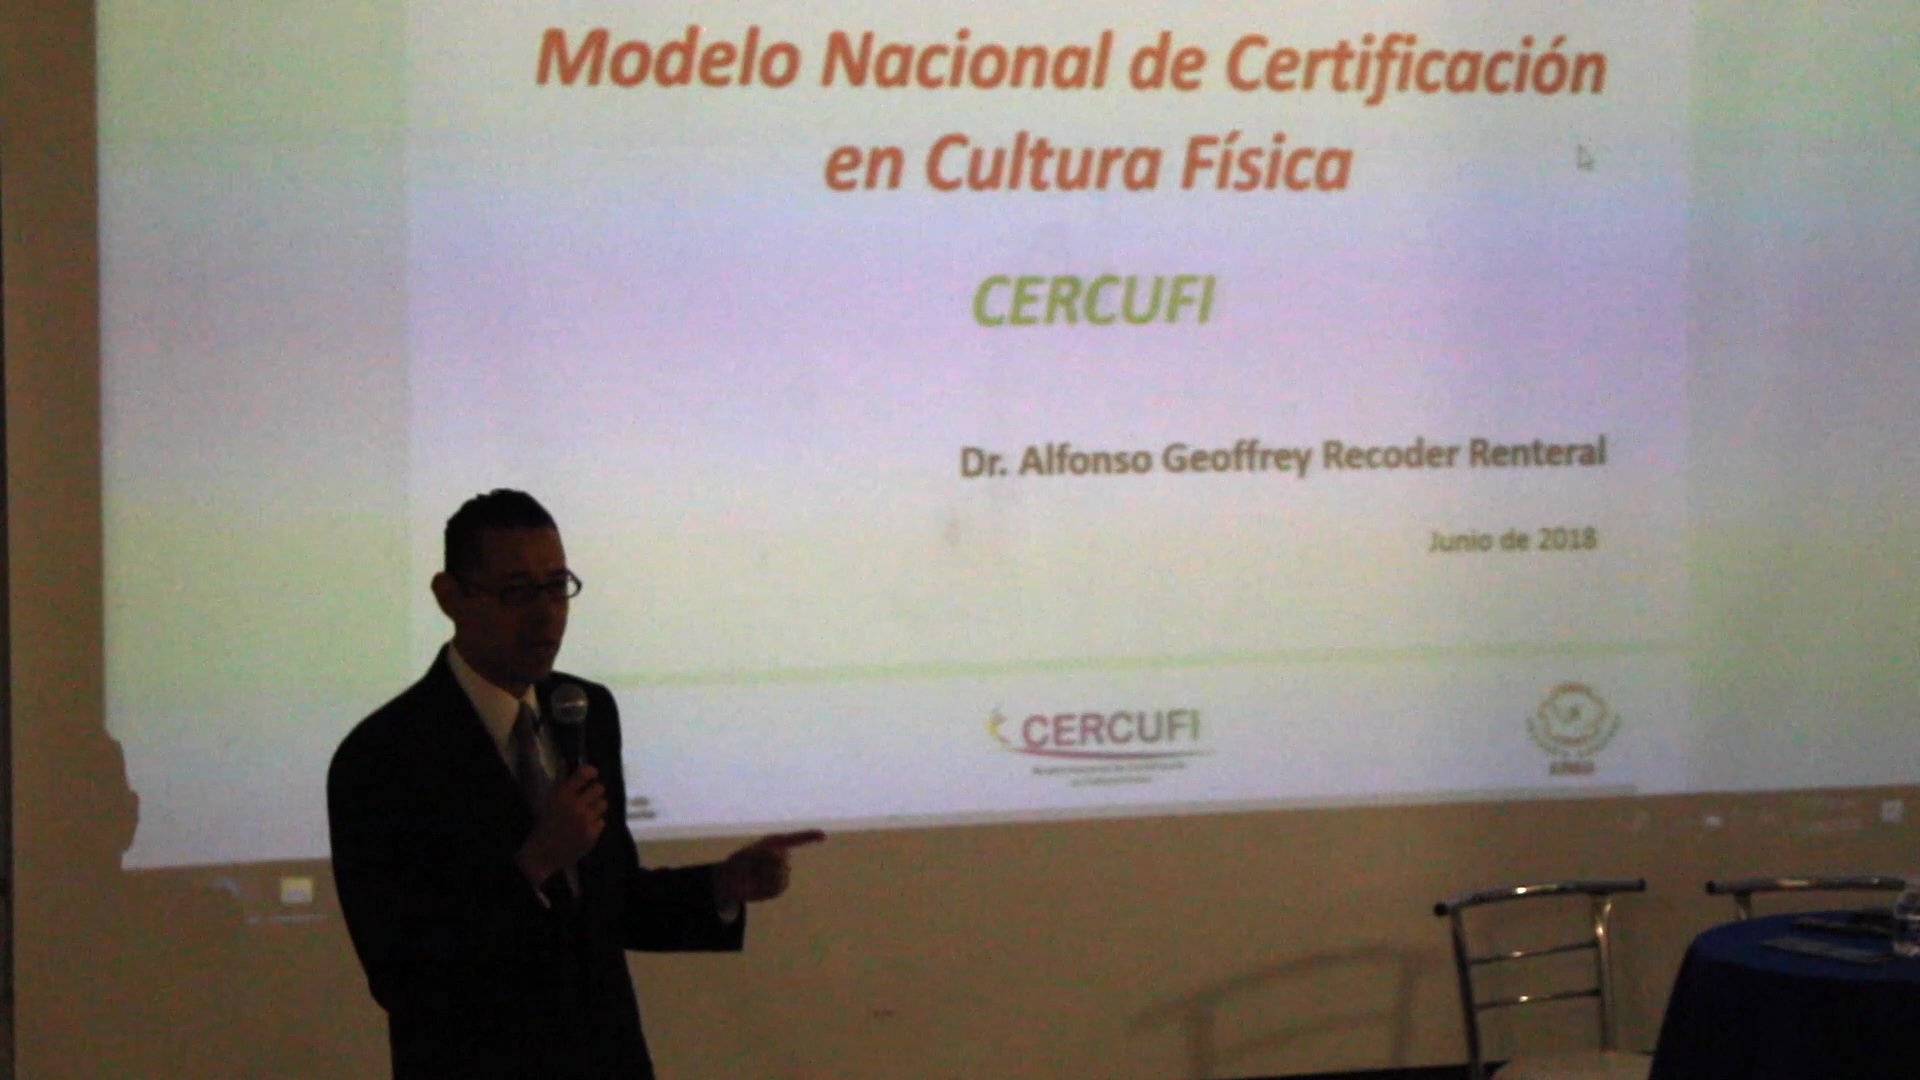 Modelo Nacional de Certificación
en Cultura Física
CERCUFI
Dr. Alfonso Geoffrey Recoder Renteral
Junio de 2018
CERCUFI